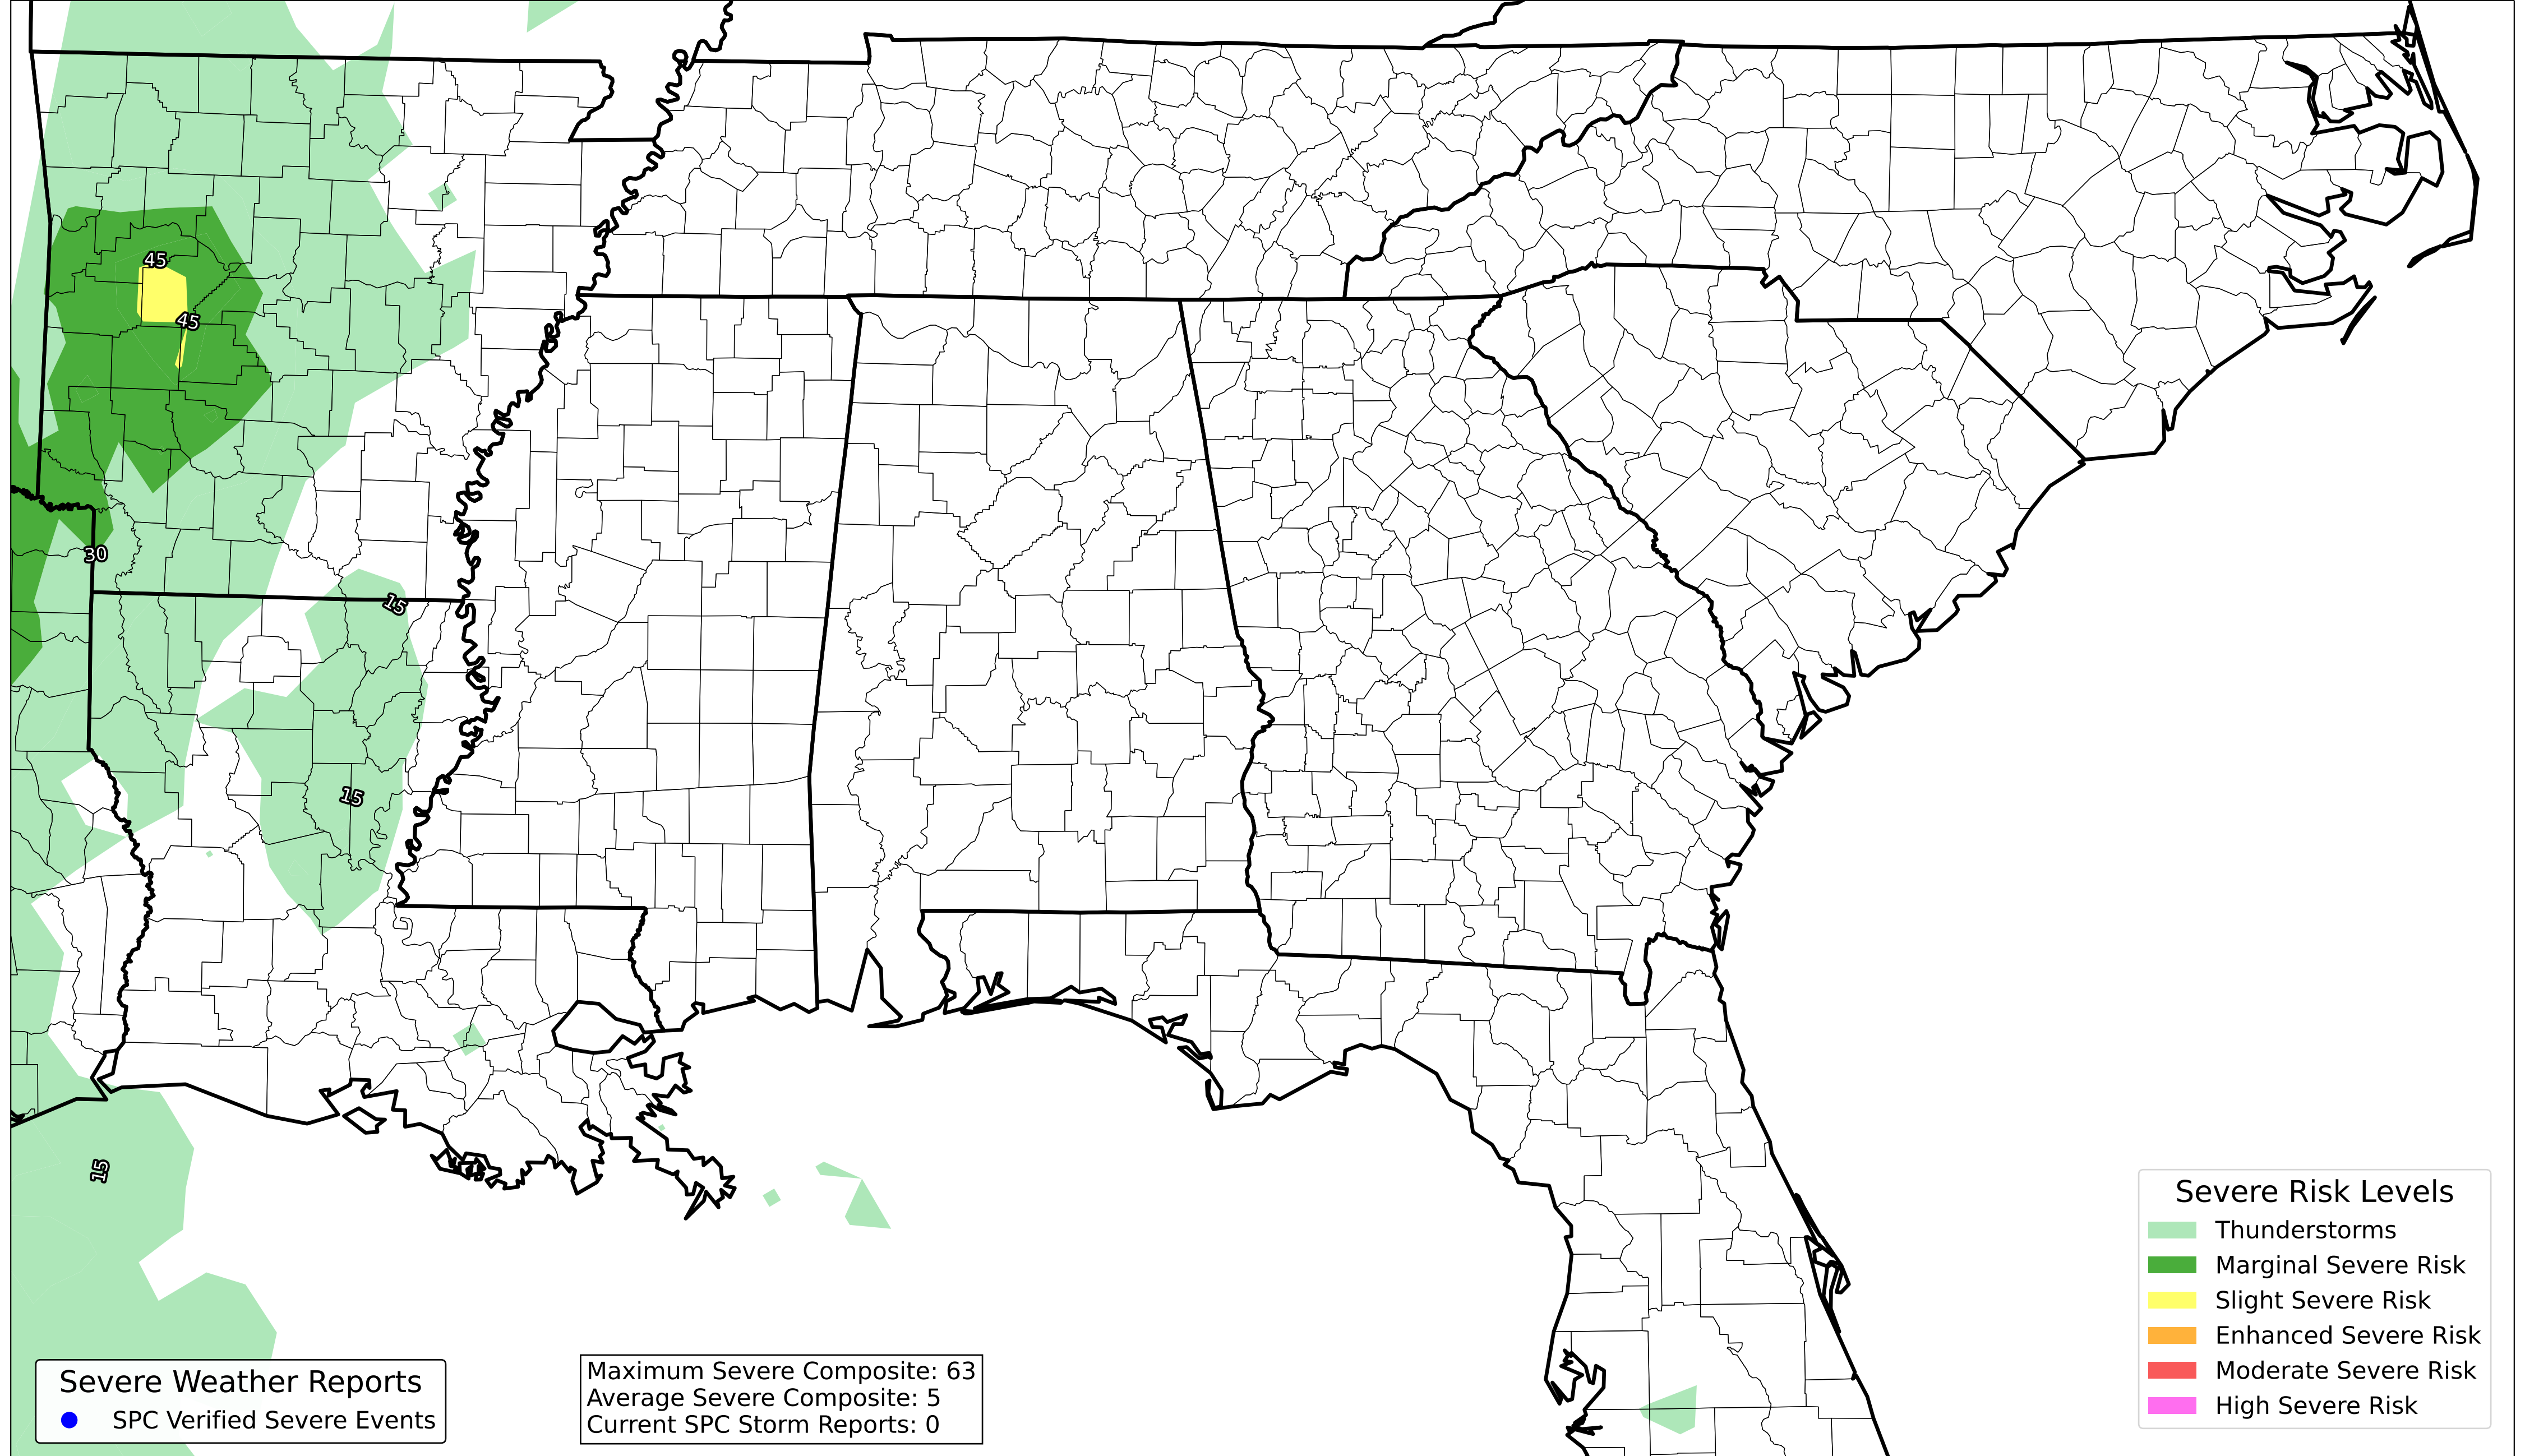 45
45
30
15
15
15
Severe Weather Reports
SPC Verified Severe Events
Maximum Severe Composite: 63
Average Severe Composite: 5
Current SPC Storm Reports: 0
Severe Risk Levels
Thunderstorms
Marginal Severe Risk
Slight Severe Risk
Enhanced Severe Risk
Moderate Severe Risk
High Severe Risk